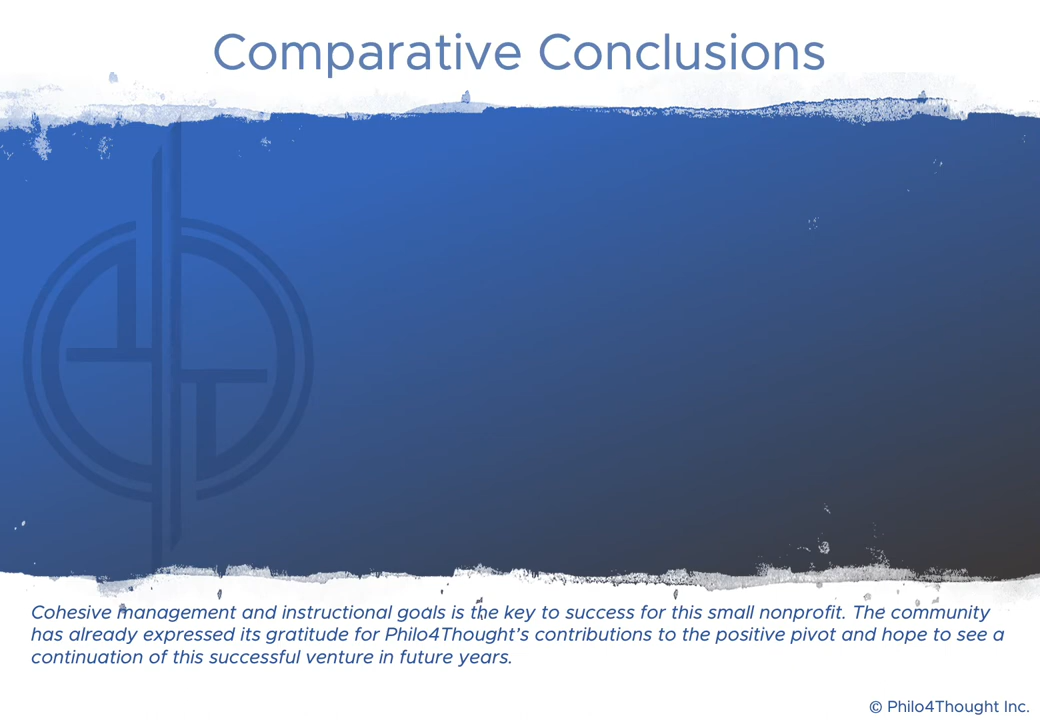 Comparative Conclusions
Cohesive management and instructional goals is the key to success for this small nonprofit. The community
has already expressed its gratitude for Philo4Thought’s contributions to the positive pivot and hope to see a
continuation of this successful venture in future years.
© Philo4Thought Inc.